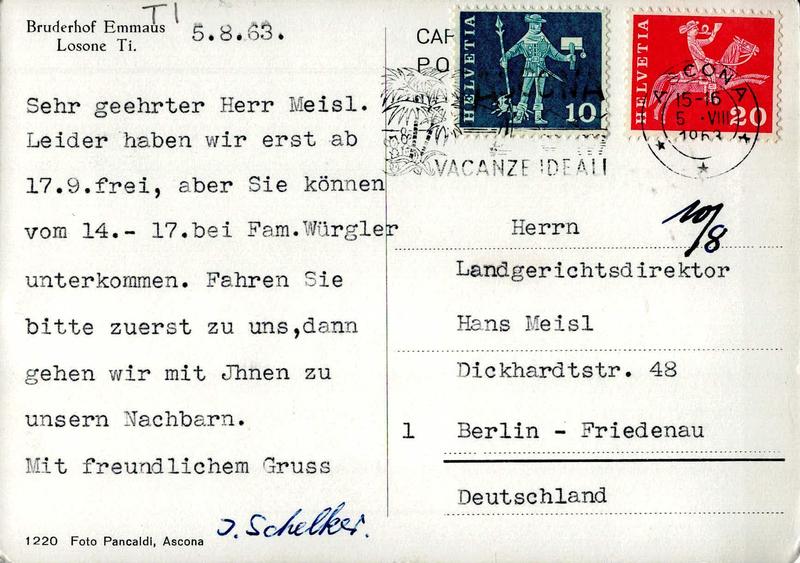 Bruderhof Emmaus
Losone Ti.
TI
5.8.63.
Sehr geehrter Herr Meisl.
Leider haben wir erst ab
17.9.frei, aber Sie können
vom 14.- 17.bei Fam.Würgler
unterkommen. Fahren Sie
bitte zuerst zu uns,dann
gehen wir mit Jhnen zu
unsern Nachbarn.
Mit freundlichem Gruss
J. Schelker.
1220 Foto Pancaldi, Ascona
HELVETIA
10
HELVETIA
20
ASCONA
VACANZE IDEALI
ASCONA
15-16
5 .VIII
1963
10/8
Herrn
Landgerichtsdirektor
Hans Meisl
Dickhardtstr. 48
1 Berlin - Friedenau
Deutschland